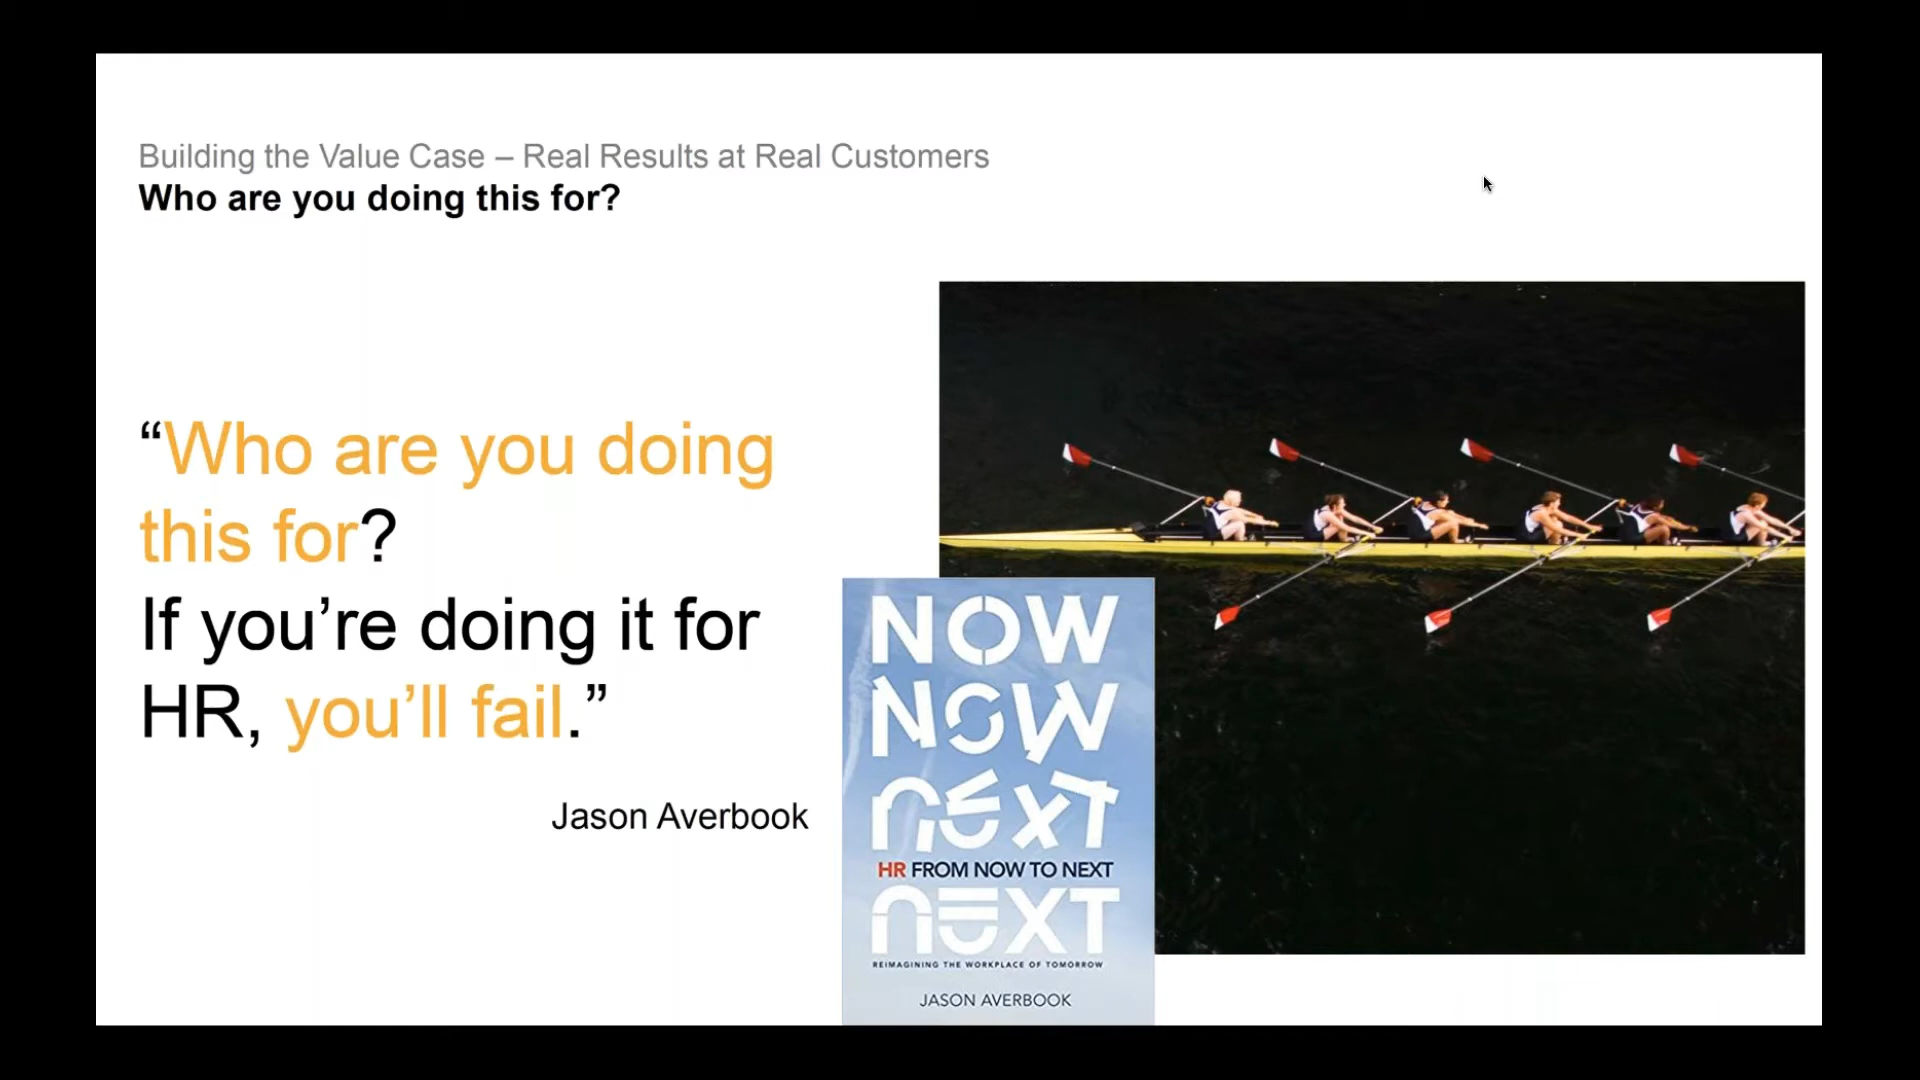 Building the Value Case – Real Results at Real Customers
Who are you doing this for?
“Who are you doing
this for?
If you’re doing it for
HR, you’ll fail.”
Jason Averbook
NOW
NOW
NEXT
HR FROM NOW TO NEXT
NEXT
REIMAGINING THE WORKPLACE OF TOMORROW
JASON AVERBOOK